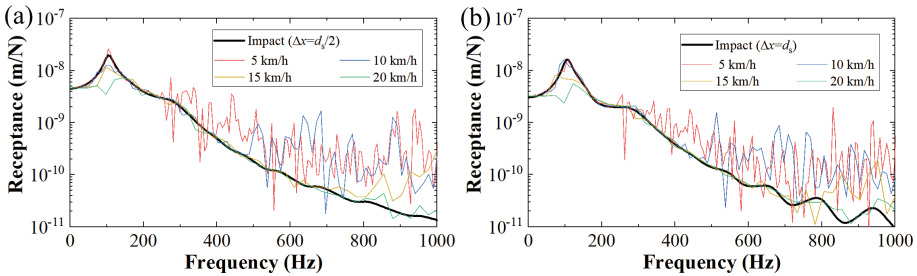 (a)
Receptance (m/N)
10⁻⁷
10⁻⁸
10⁻⁹
10⁻¹⁰
10⁻¹¹
Impact (Δx=dₛ/2)
5 km/h 10 km/h
15 km/h 20 km/h
0 200 400 600 800 1000
Frequency (Hz)
(b)
Receptance (m/N)
10⁻⁷
10⁻⁸
10⁻⁹
10⁻¹⁰
10⁻¹¹
Impact (Δx=dₛ)
5 km/h 10 km/h
15 km/h 20 km/h
0 200 400 600 800 1000
Frequency (Hz)